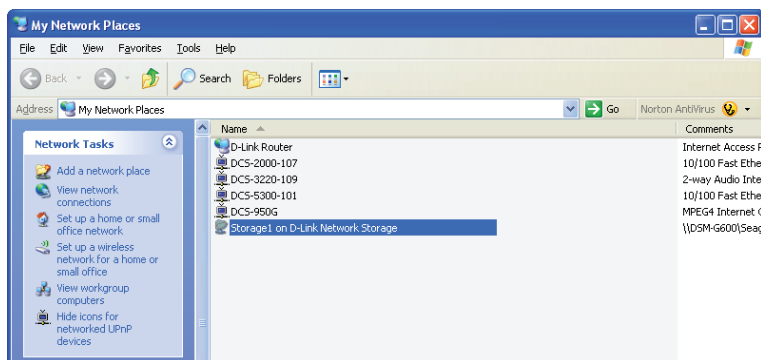 My Network Places
File Edit View Favorites Tools Help
Back Search Folders
Address My Network Places Go Norton AntiVirus
Name Comments
Network Tasks
Add a network place
View network
connections
Set up a home or small
office network
Set up a wireless
network for a home or
small office
View workgroup
computers
Hide icons for
networked UPnP
devices
D-Link Router Internet Access P
DCS-2000-107 10/100 Fast Ethe
DCS-3220-109 2-way Audio Inte
DCS-5300-101 10/100 Fast Ethe
DCS-950G MPEG4 Internet C
Storage1 on D-Link Network Storage \\DSM-G600\Seag